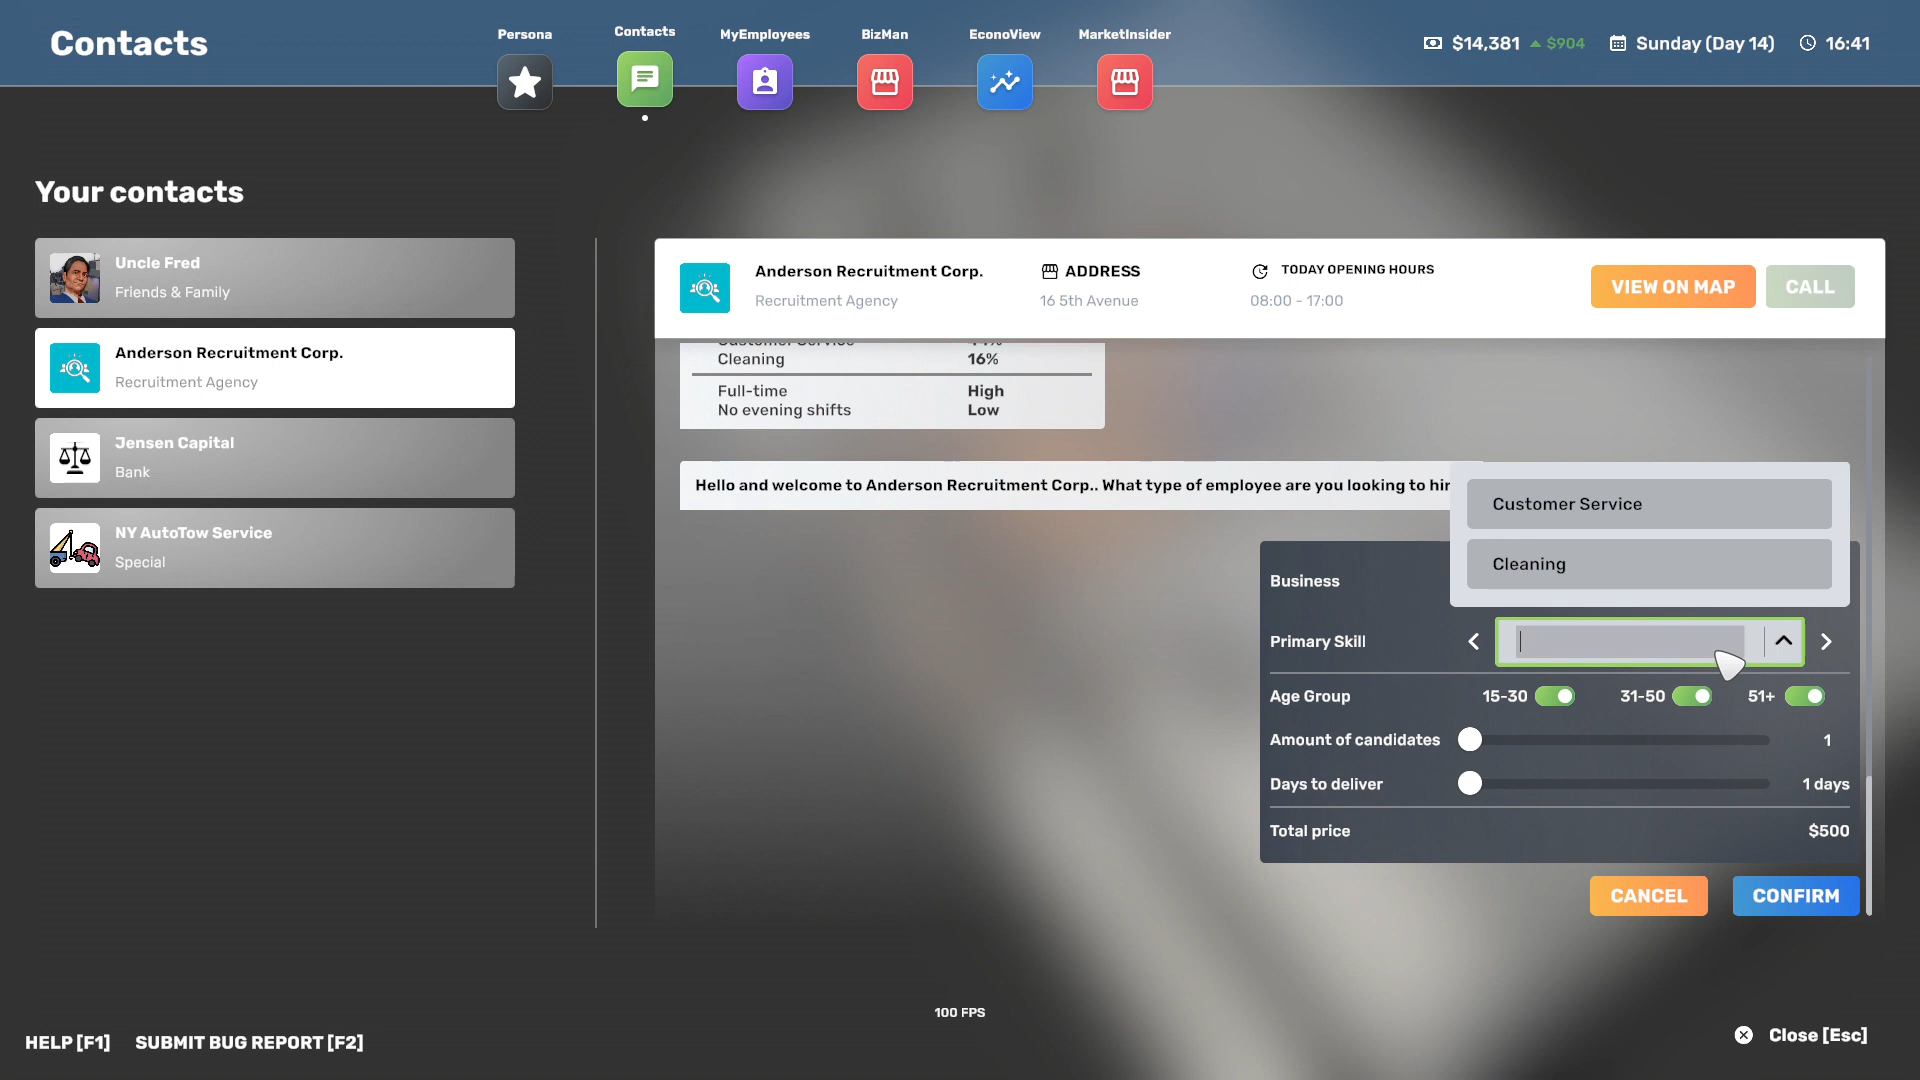 Contacts
Persona
Contacts
MyEmployees
BizMan
EconoView
MarketInsider
$14,381
$904
Sunday (Day 14)
16:41
Your contacts
Uncle Fred
Friends & Family
Anderson Recruitment Corp.
Recruitment Agency
Jensen Capital
Bank
NY AutoTow Service
Special
Anderson Recruitment Corp.
Recruitment Agency
ADDRESS
16 5th Avenue
TODAY OPENING HOURS
08:00 - 17:00
VIEW ON MAP
CALL
Customer Service
Cleaning 16%
Full-time High
No evening shifts Low
Hello and welcome to Anderson Recruitment Corp.. What type of employee are you looking to
Customer Service
Cleaning
Business
Primary Skill
Age Group 15-30 31-50 51+
Amount of candidates 1
Days to deliver 1 days
Total price $500
CANCEL
CONFIRM
100 FPS
HELP [F1]
SUBMIT BUG REPORT [F2]
Close [Esc]